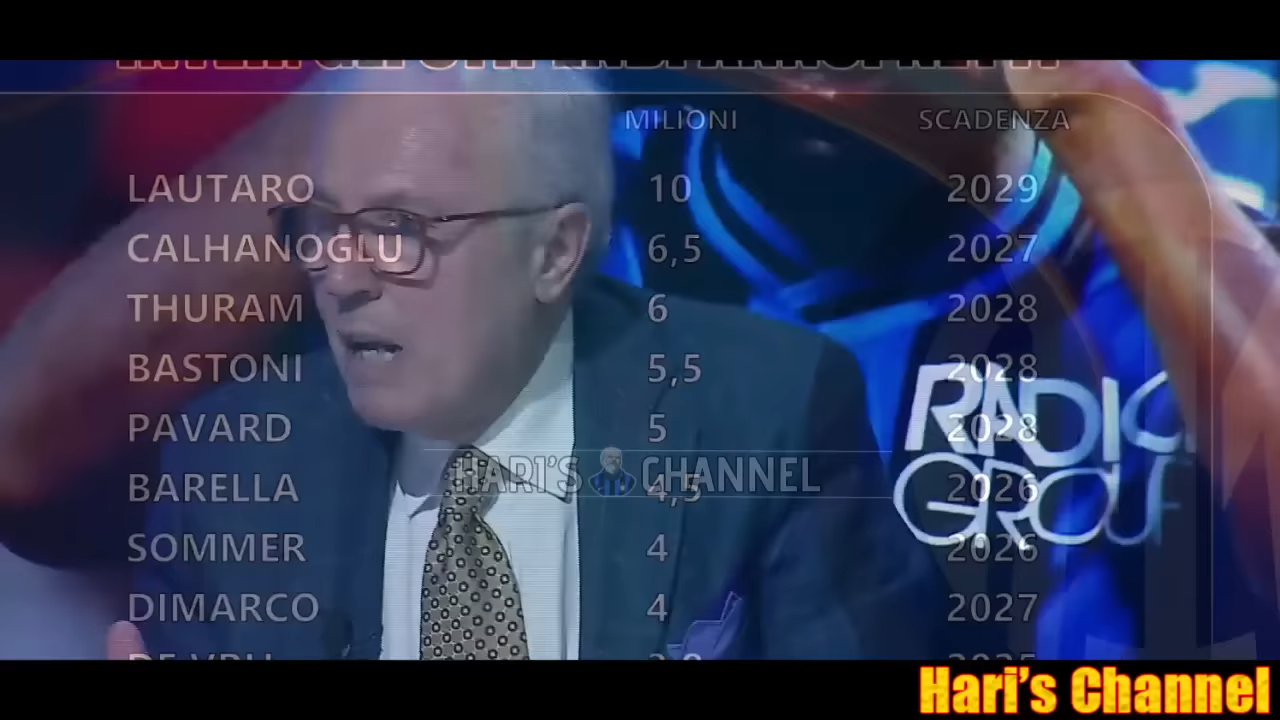 MILIONI SCADENZA
LAUTARO 10 2029
CALHANOGLU 6,5 2027
THURAM 6 2028
BASTONI 5,5 2028
PAVARD 5 2028
BARELLA 4,5 2026
SOMMER 4 2026
DIMARCO 4 2027
HARI'S CHANNEL
RADIO
GROUP
Hari's Channel